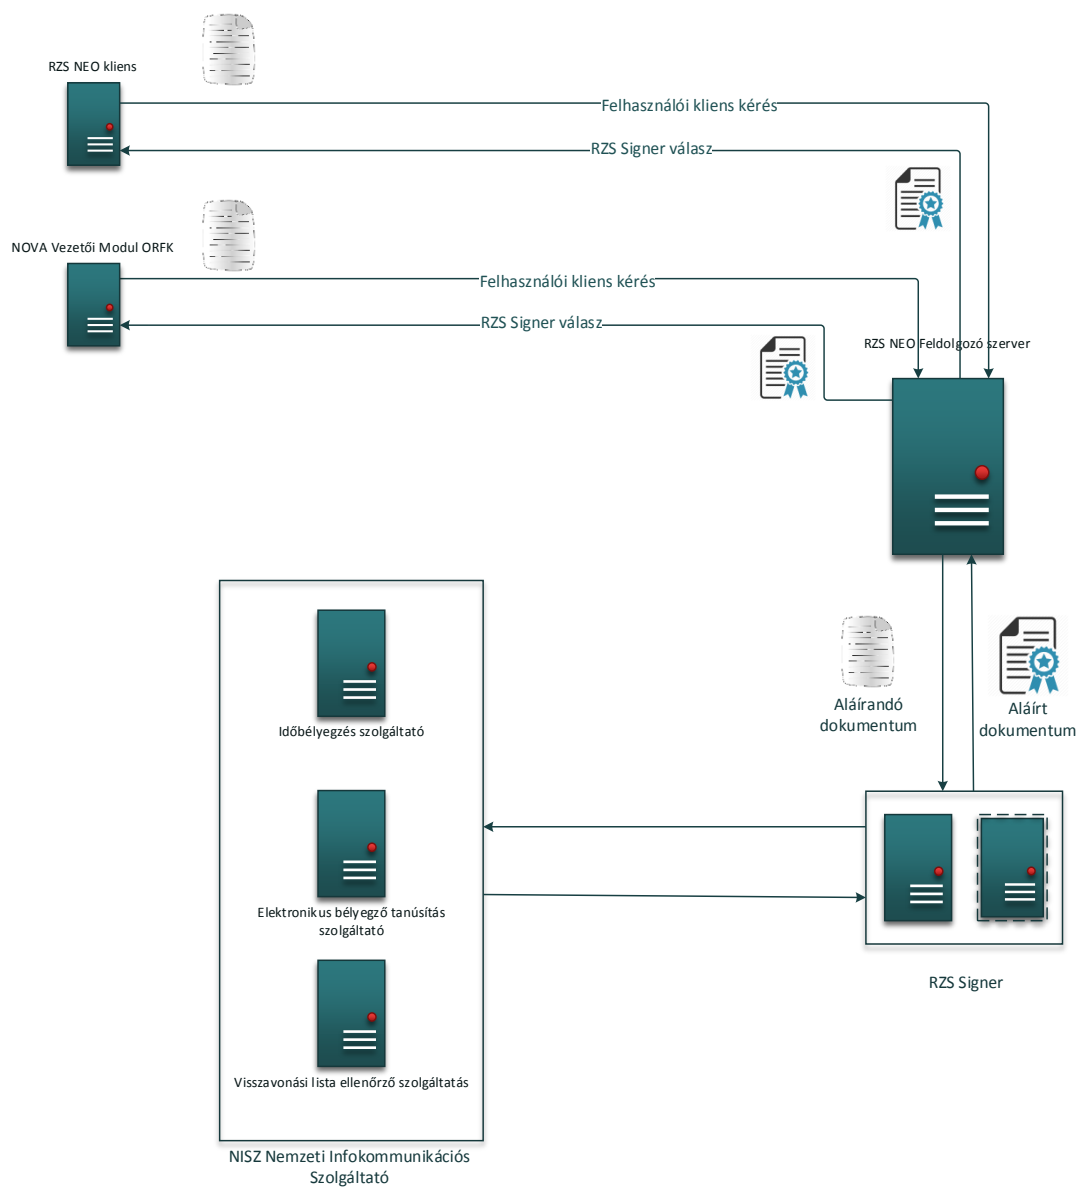 RZS NEO kliens
Felhasználói kliens kérés
RZS Signer válasz
NOVA Vezetői Modul ORFK
Felhasználói kliens kérés
RZS Signer válasz
RZS NEO Feldolgozó szerver
Aláírandó
dokumentum
Aláírt
dokumentum
Időbélyegzés szolgáltató
Elektronikus bélyegző tanúsítás
szolgáltató
RZS Signer
Visszavonási lista ellenőrző szolgáltatás
NISZ Nemzeti Infokommunikációs
Szolgáltató